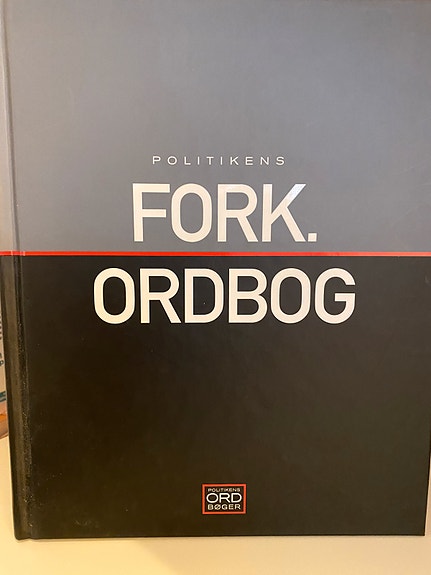 POLITIKENS
FORK.
ORDBOG
POLITIKENS
ORD
BØGER